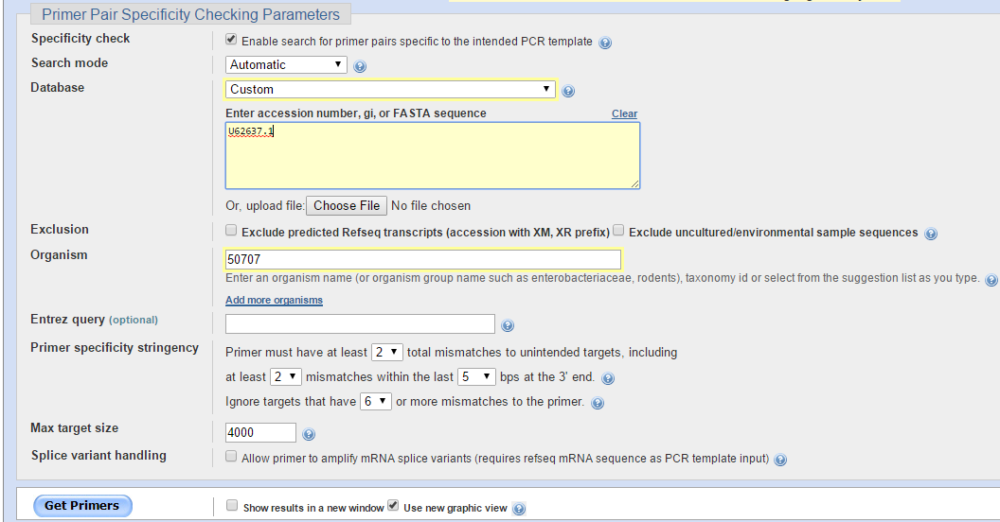 Primer Pair Specificity Checking Parameters
Specificity check Enable search for primer pairs specific to the intended PCR template
Search mode Automatic
Database Custom
Enter accession number, gi, or FASTA sequence Clear
U62637.1
Or, upload file: Choose File No file chosen
Exclusion Exclude predicted Refseq transcripts (accession with XM, XR prefix) Exclude uncultured/environmental sample sequences
Organism 50707
Enter an organism name (or organism group name such as enterobacteriaceae, rodents), taxonomy id or select from the suggestion list as you type.
Add more organisms
Entrez query (optional)
Primer specificity stringency Primer must have at least 2 total mismatches to unintended targets, including
at least 2 mismatches within the last 5 bps at the 3' end.
Ignore targets that have 6 or more mismatches to the primer.
Max target size 4000
Splice variant handling Allow primer to amplify mRNA splice variants (requires refseq mRNA sequence as PCR template input)
Get Primers Show results in a new window Use new graphic view